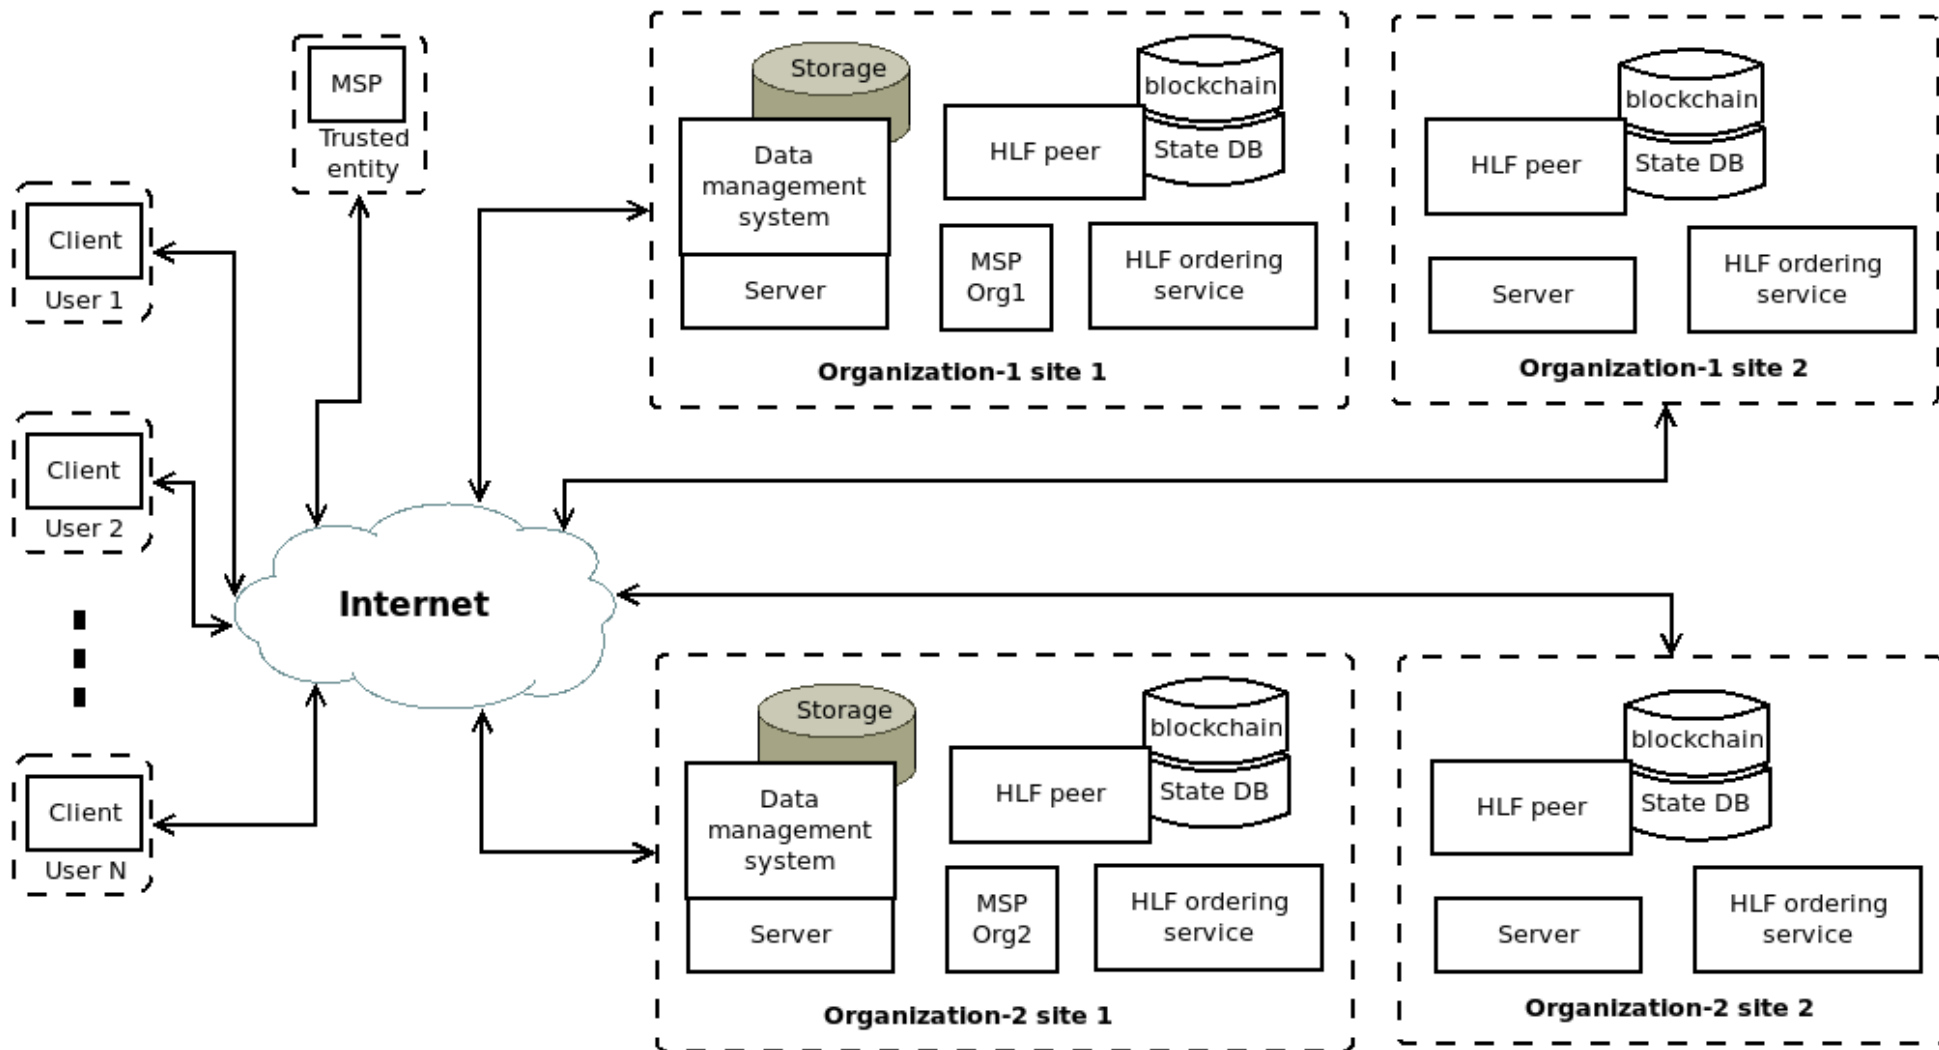 MSP
Trusted
entity
Client
User 1
Client
User 2
Client
User N
Internet
Storage
Data
management
system
Server
HLF peer
blockchain
State DB
MSP
Org1
HLF ordering
service
Organization-1 site 1
blockchain
HLF peer
State DB
Server
HLF ordering
service
Organization-1 site 2
Storage
Data
management
system
Server
HLF peer
blockchain
State DB
MSP
Org2
HLF ordering
service
Organization-2 site 1
blockchain
HLF peer
State DB
Server
HLF ordering
service
Organization-2 site 2